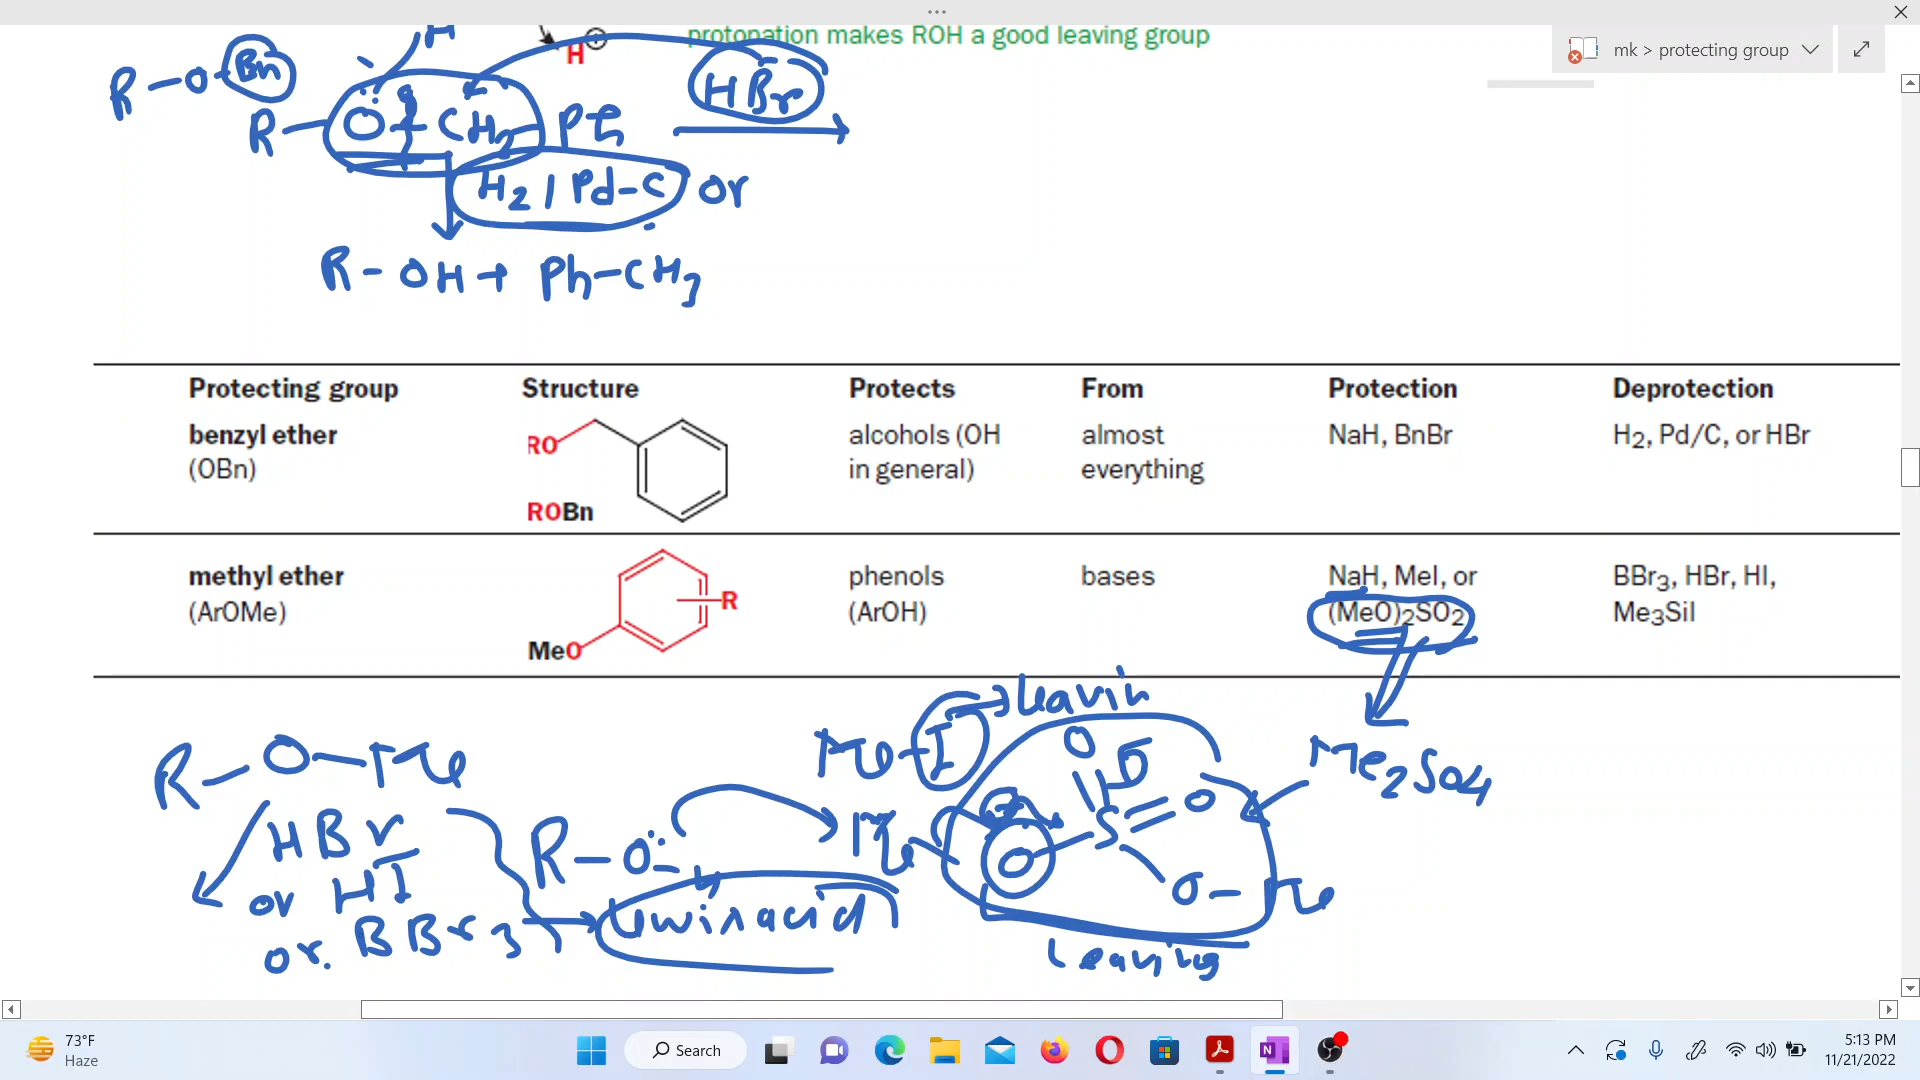 protonation makes ROH a good leaving group
H⊕
mk > protecting group
H
R-O-Bn
R-O-CH2-Ph
HBr
H2/Pd-C or
R-OH + Ph-CH3
Protecting group Structure Protects From Protection Deprotection
benzyl ether RO alcohols (OH almost NaH, BnBr H2, Pd/C, or HBr
(OBn) in general) everything
ROBn
methyl ether R phenols bases NaH, MeI, or BBr3, HBr, HI,
(ArOMe) (ArOH) (MeO)2SO2 Me3SiI
MeO
Me-I → Leavin
R-O-Me
Me2SO4
HBr
or HI
or. BBr3
R-O
Lewis acid
Me O S O O
O-Me
Leaving
73°F
Haze
Search
5:13 PM
11/21/2022